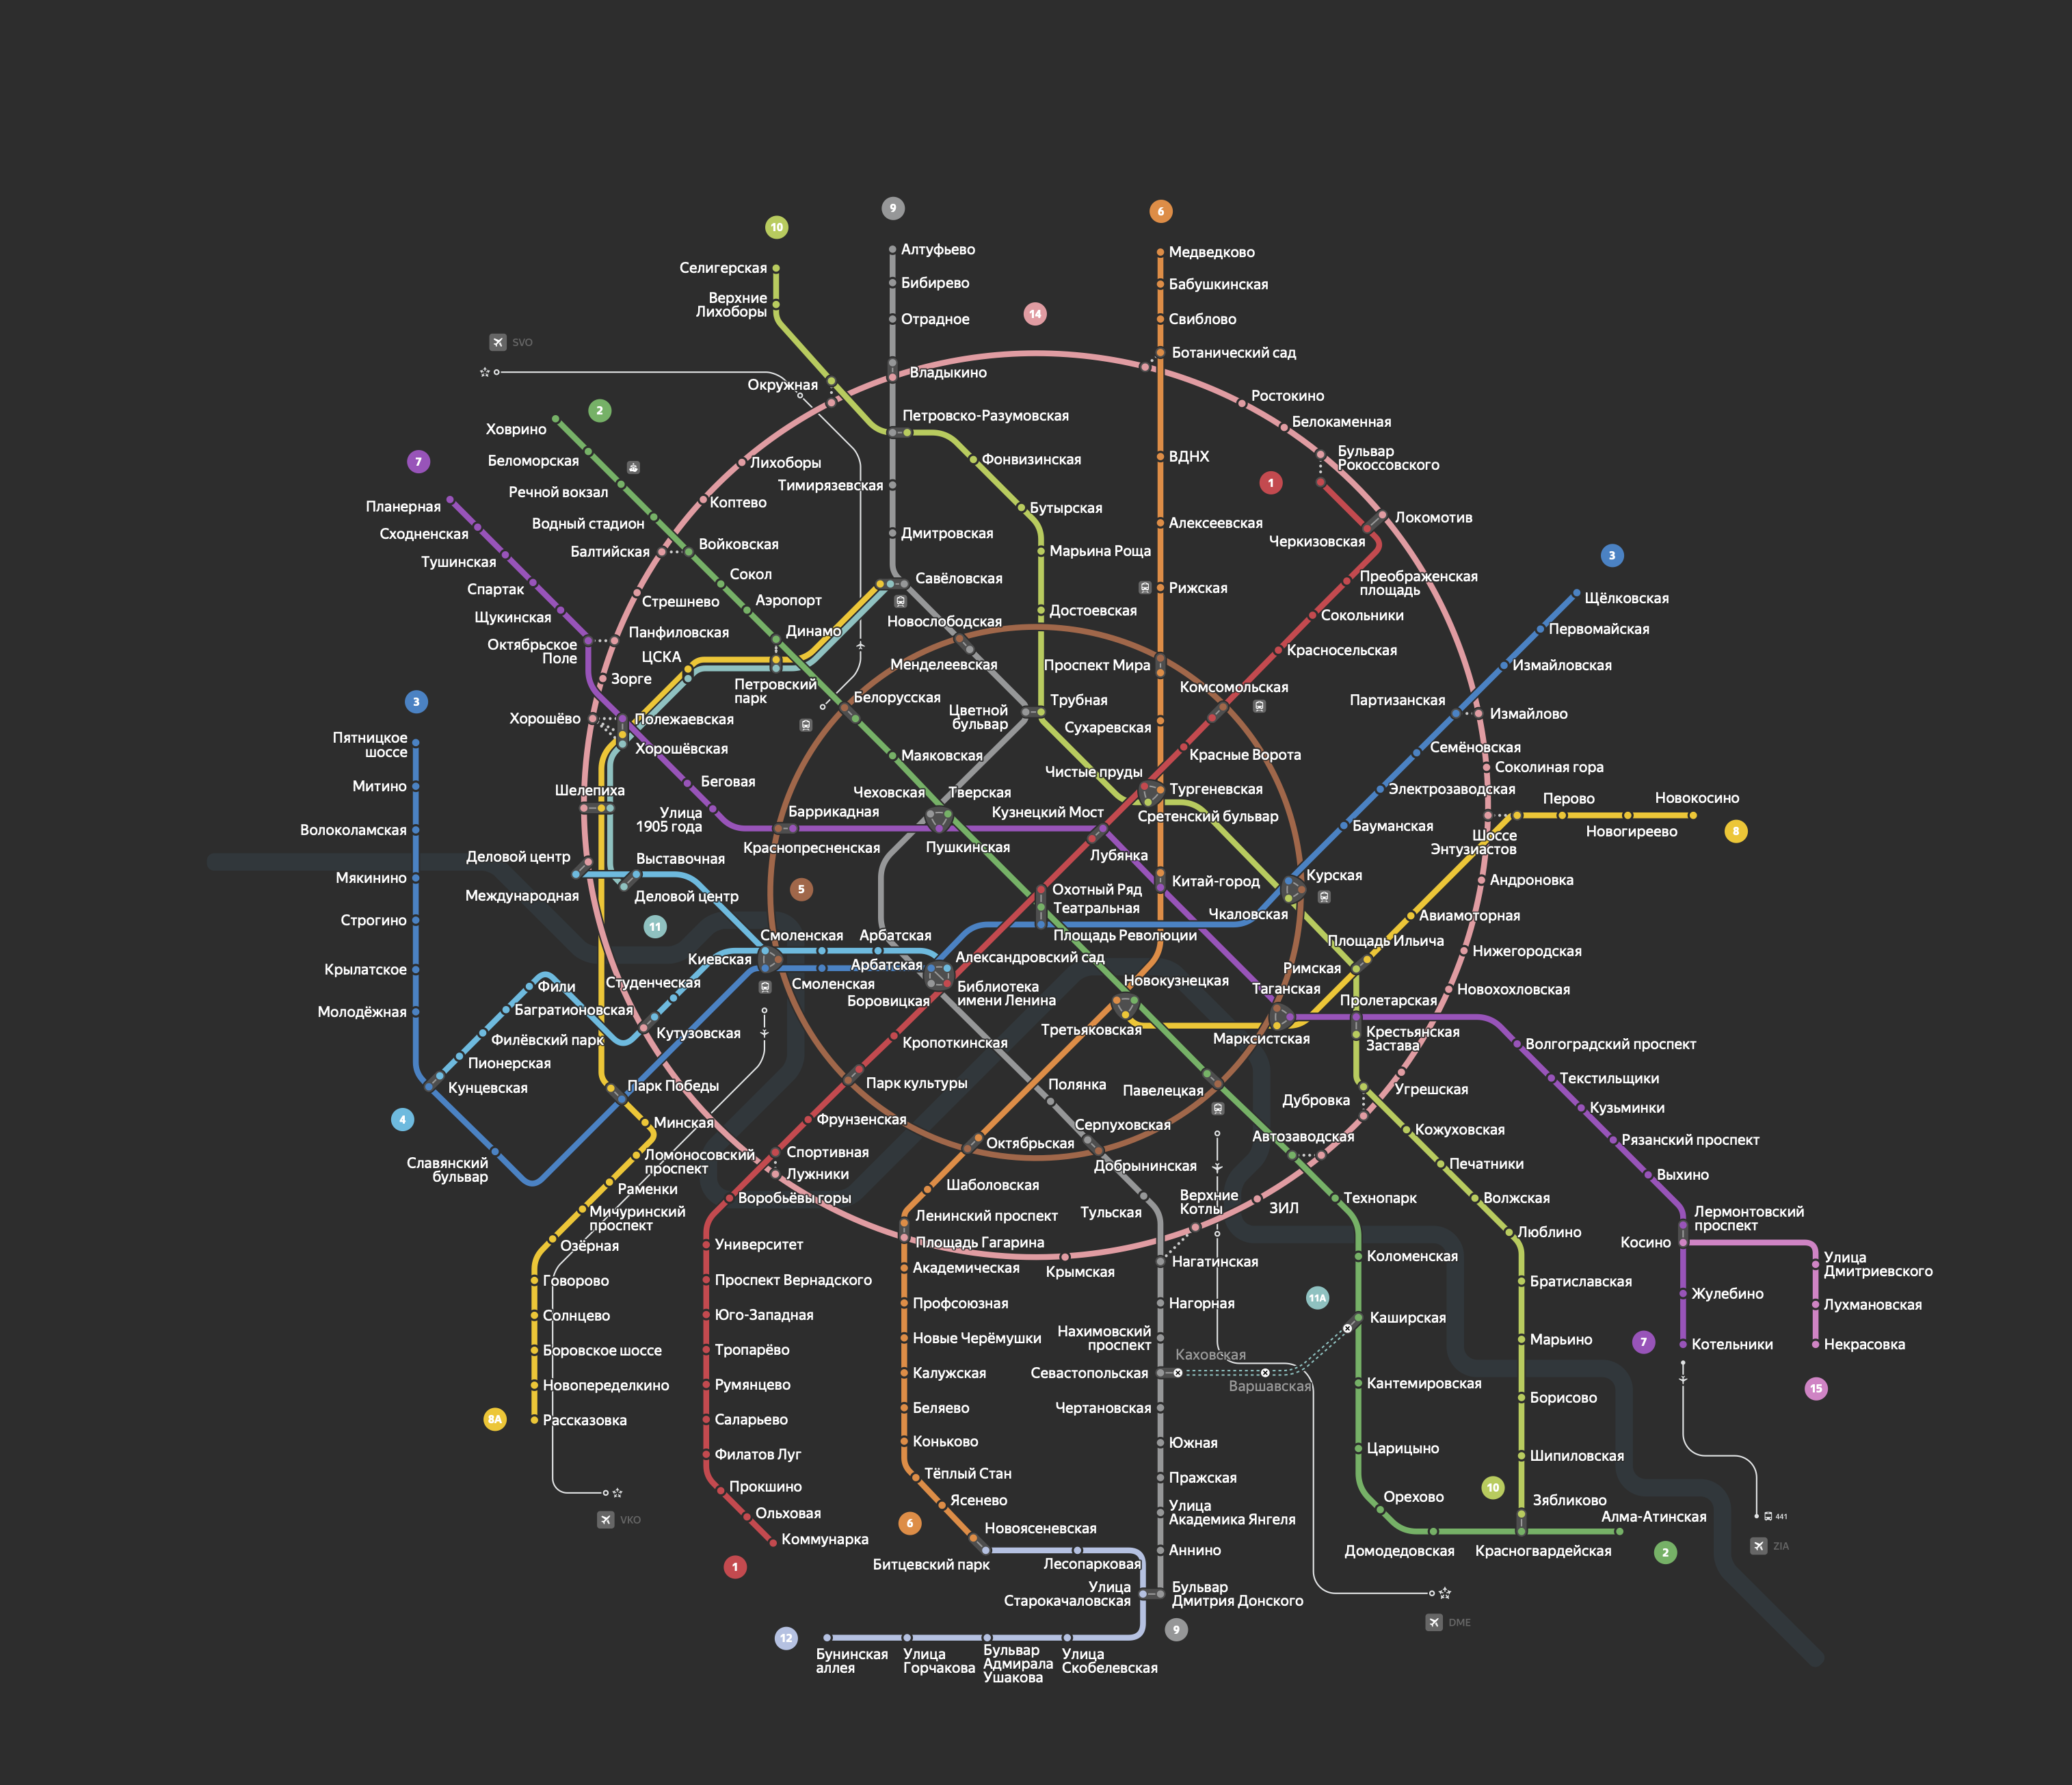 9
6
10
Алтуфьево
Медведково
Селигерская
Бибирево
Бабушкинская
Верхние
Лихоборы
Отрадное
14
Свиблово
SVO
Ботанический сад
Окружная
Владыкино
Ростокино
2
Петровско-Разумовская
Белокаменная
Ховрино
Бульвар
Рокоссовского
7
Беломорская
Лихоборы
Фонвизинская
ВДНХ
1
Речной вокзал
Тимирязевская
Планерная
Коптево
Бутырская
Локомотив
Водный стадион
Алексеевская
Сходненская
Дмитровская
Черкизовская
Балтийская
Войковская
Марьина Роща
3
Тушинская
Сокол
Савёловская
Преображенская
площадь
Спартак
Рижская
Щёлковская
Стрешнево
Аэропорт
Достоевская
Сокольники
Щукинская
Новослободская
Первомайская
Октябрьское
Поле
Панфиловская
Динамо
Красносельская
ЦСКА
Менделеевская
Проспект Мира
Измайловская
Зорге
Петровский
парк
Комсомольская
3
Белорусская
Трубная
Партизанская
Хорошёво
Полежаевская
Цветной
бульвар
Сухаревская
Измайлово
Пятницкое
шоссе
Хорошёвская
Маяковская
Красные Ворота
Семёновская
Митино
Беговая
Чистые пруды
Соколиная гора
Шелепиха
Чеховская
Тверская
Тургеневская
Электрозаводская
Перово
Новокосино
Волоколамская
Улица
1905 года
Баррикадная
Кузнецкий Мост
Сретенский бульвар
Бауманская
Шоссе
Энтузиастов
Новогиреево
8
Деловой центр
Выставочная
Краснопресненская
Пушкинская
Лубянка
Мякинино
Международная
Деловой центр
5
Охотный Ряд
Китай-город
Курская
Андроновка
Строгино
11
Театральная
Чкаловская
Авиамоторная
Смоленская
Арбатская
Площадь Революции
Площадь Ильича
Крылатское
Киевская
Арбатская
Александровский сад
Римская
Нижегородская
Фили
Студенческая
Смоленская
Боровицкая
Библиотека
имени Ленина
Новокузнецкая
Таганская
Новохохловская
Молодёжная
Багратионовская
Пролетарская
Филёвский парк
Кутузовская
Кропоткинская
Третьяковская
Марксистская
Крестьянская
Застава
Волгоградский проспект
Пионерская
Кунцевская
Парк Победы
Парк культуры
Полянка
Павелецкая
Угрешская
Текстильщики
4
Минская
Фрунзенская
Серпуховская
Дубровка
Кузьминки
Славянский
бульвар
Ломоносовский
проспект
Спортивная
Октябрьская
Автозаводская
Кожуховская
Рязанский проспект
Раменки
Лужники
Добрынинская
Печатники
Выхино
Мичуринский
проспект
Воробьёвы горы
Шаболовская
Тульская
Верхние
Котлы
ЗИЛ
Технопарк
Волжская
Лермонтовский
проспект
Озёрная
Университет
Ленинский проспект
Площадь Гагарина
Люблино
Косино
Говорово
Проспект Вернадского
Академическая
Крымская
Нагатинская
Коломенская
Братиславская
Улица
Дмитриевского
Солнцево
Юго-Западная
Профсоюзная
Нагорная
11А
Жулебино
Лухмановская
Боровское шоссе
Тропарёво
Новые Черёмушки
Нахимовский
проспект
Каширская
Марьино
7
Котельники
Некрасовка
Новопеределкино
Румянцево
Калужская
Севастопольская
Каховская
Варшавская
Кантемировская
Борисово
15
8А
Рассказовка
Саларьево
Беляево
Чертановская
Филатов Луг
Коньково
Южная
Царицыно
Шипиловская
VKO
Прокшино
Тёплый Стан
Пражская
Орехово
10
Зябликово
Ольховая
Ясенево
Улица
Академика Янгеля
Алма-Атинская
441
Коммунарка
6
Новоясеневская
Аннино
Домодедовская
Красногвардейская
2
ZIA
1
Битцевский парк
Лесопарковая
Улица
Старокачаловская
Бульвар
Дмитрия Донского
DME
12
9
Бунинская
аллея
Улица
Горчакова
Бульвар
Адмирала
Ушакова
Улица
Скобелевская